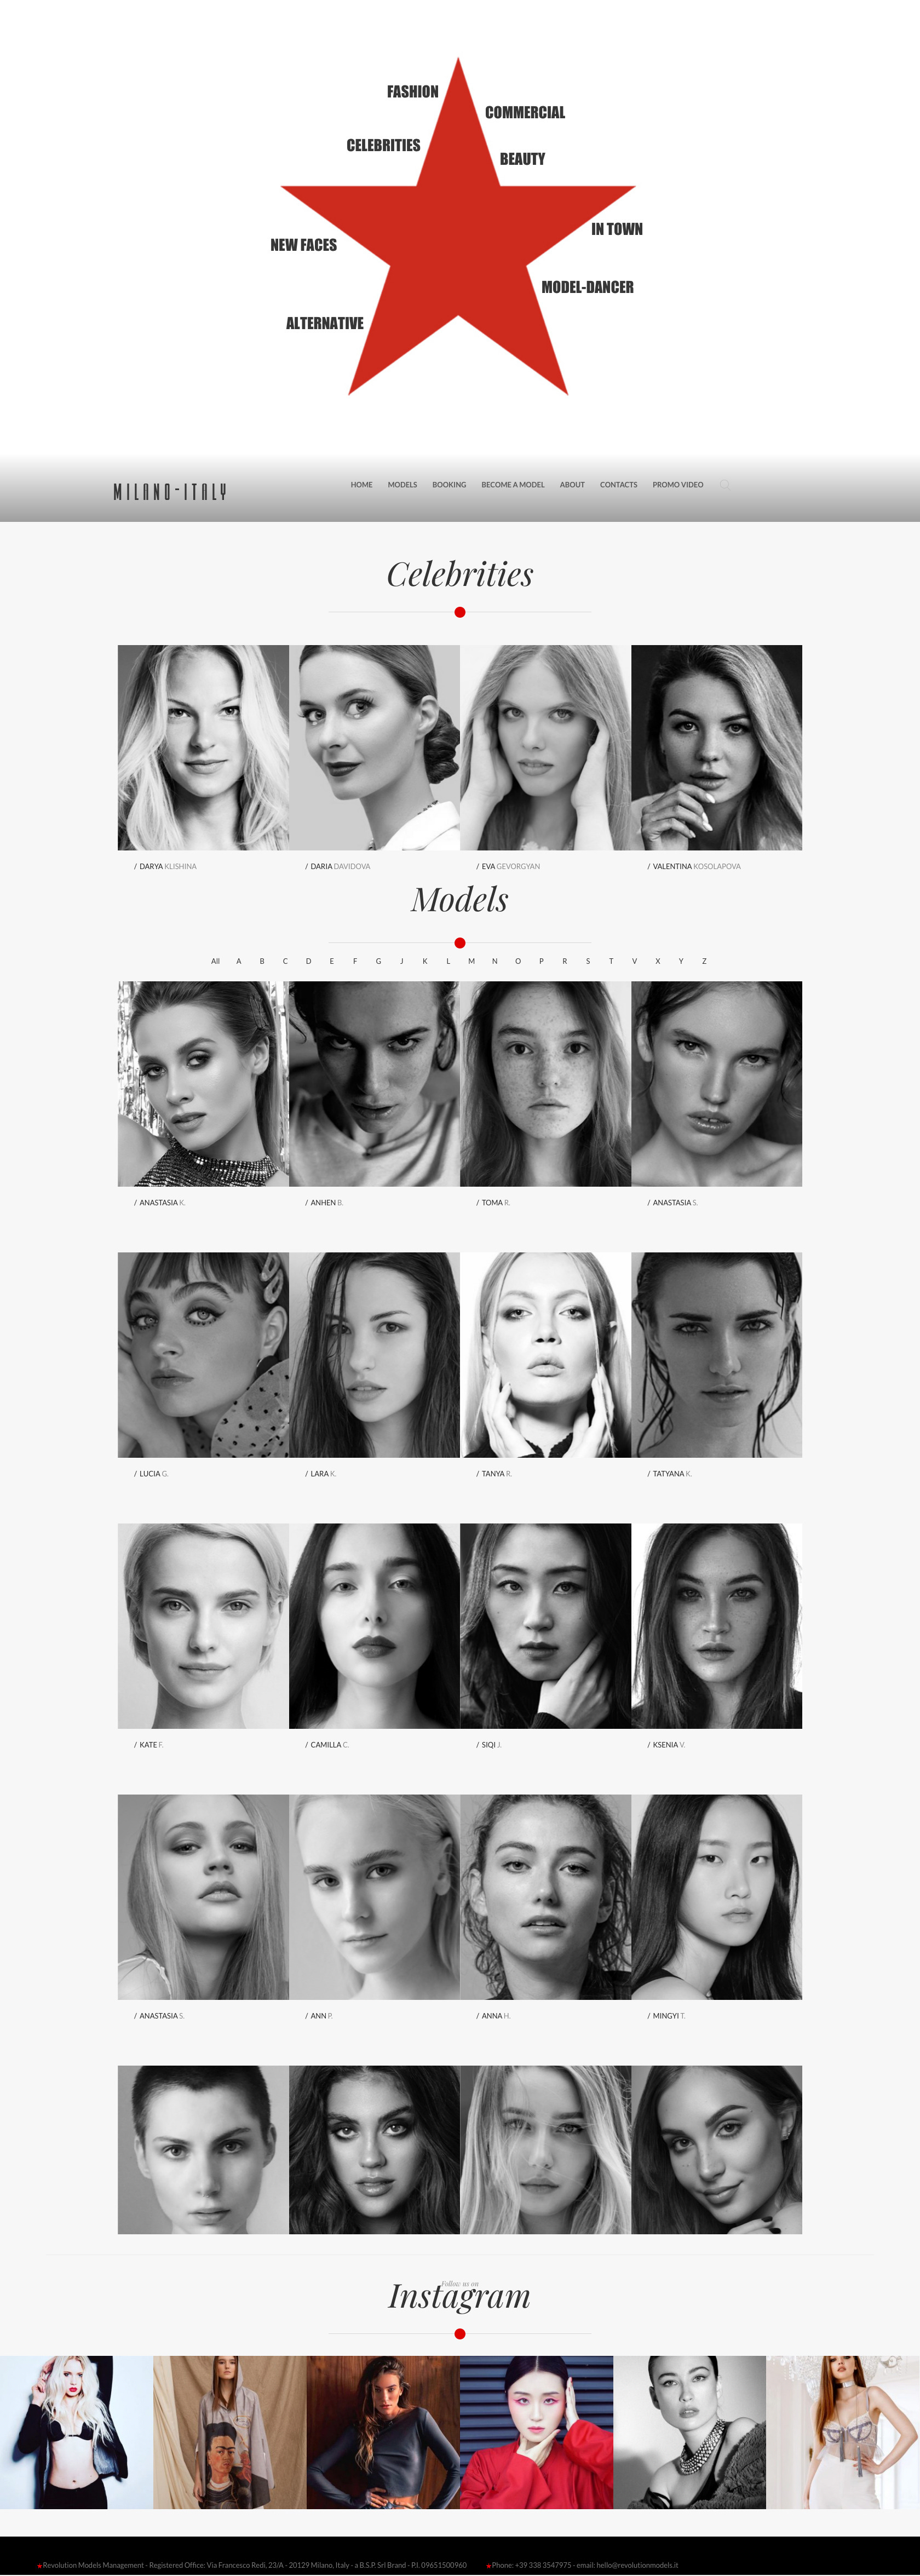 FASHION
COMMERCIAL
CELEBRITIES
BEAUTY
IN TOWN
NEW FACES
MODEL-DANCER
ALTERNATIVE
MILANO-ITALY
HOME MODELS BOOKING BECOME A MODEL ABOUT CONTACTS PROMO VIDEO
Celebrities
/ DARYA KLISHINA / DARIA DAVIDOVA / EVA GEVORGYAN / VALENTINA KOSOLAPOVA
Models
All A B C D E F G J K L M N O P R S T V X Y Z
/ ANASTASIA K. / ANHEN B. / TOMA R. / ANASTASIA S.
/ LUCIA G. / LARA K. / TANYA R. / TATYANA K.
/ KATE F. / CAMILLA C. / SIQI J. / KSENIA V.
/ ANASTASIA S. / ANN P. / ANNA H. / MINGYI T.
Follow us on
Instagram
Revolution Models Management - Registered Office: Via Francesco Redi, 23/A - 20129 Milano, Italy - a B.S.P. Srl Brand - P.I. 09651500960 Phone: +39 338 3547975 - email: hello@revolutionmodels.it